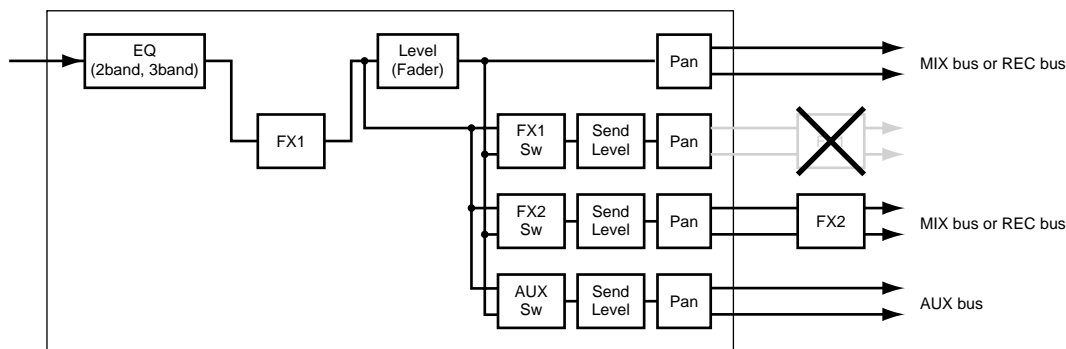 EQ
(2band, 3band)
Level
(Fader)
Pan
MIX bus or REC bus
FX1
FX1
Sw
Send
Level
Pan
FX2
Sw
Send
Level
Pan
FX2
MIX bus or REC bus
AUX
Sw
Send
Level
Pan
AUX bus